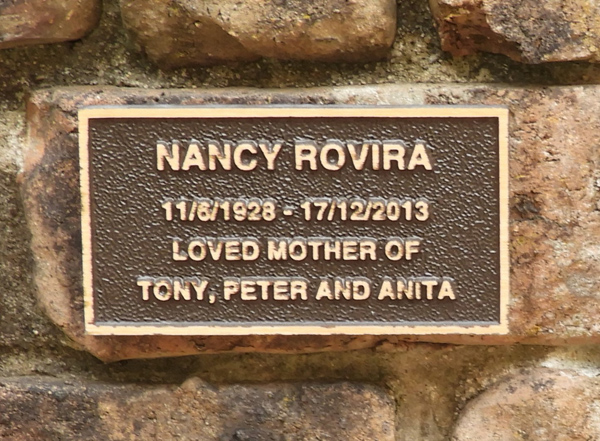 NANCY ROVIRA
11/6/1928 - 17/12/2013
LOVED MOTHER OF
TONY, PETER AND ANITA